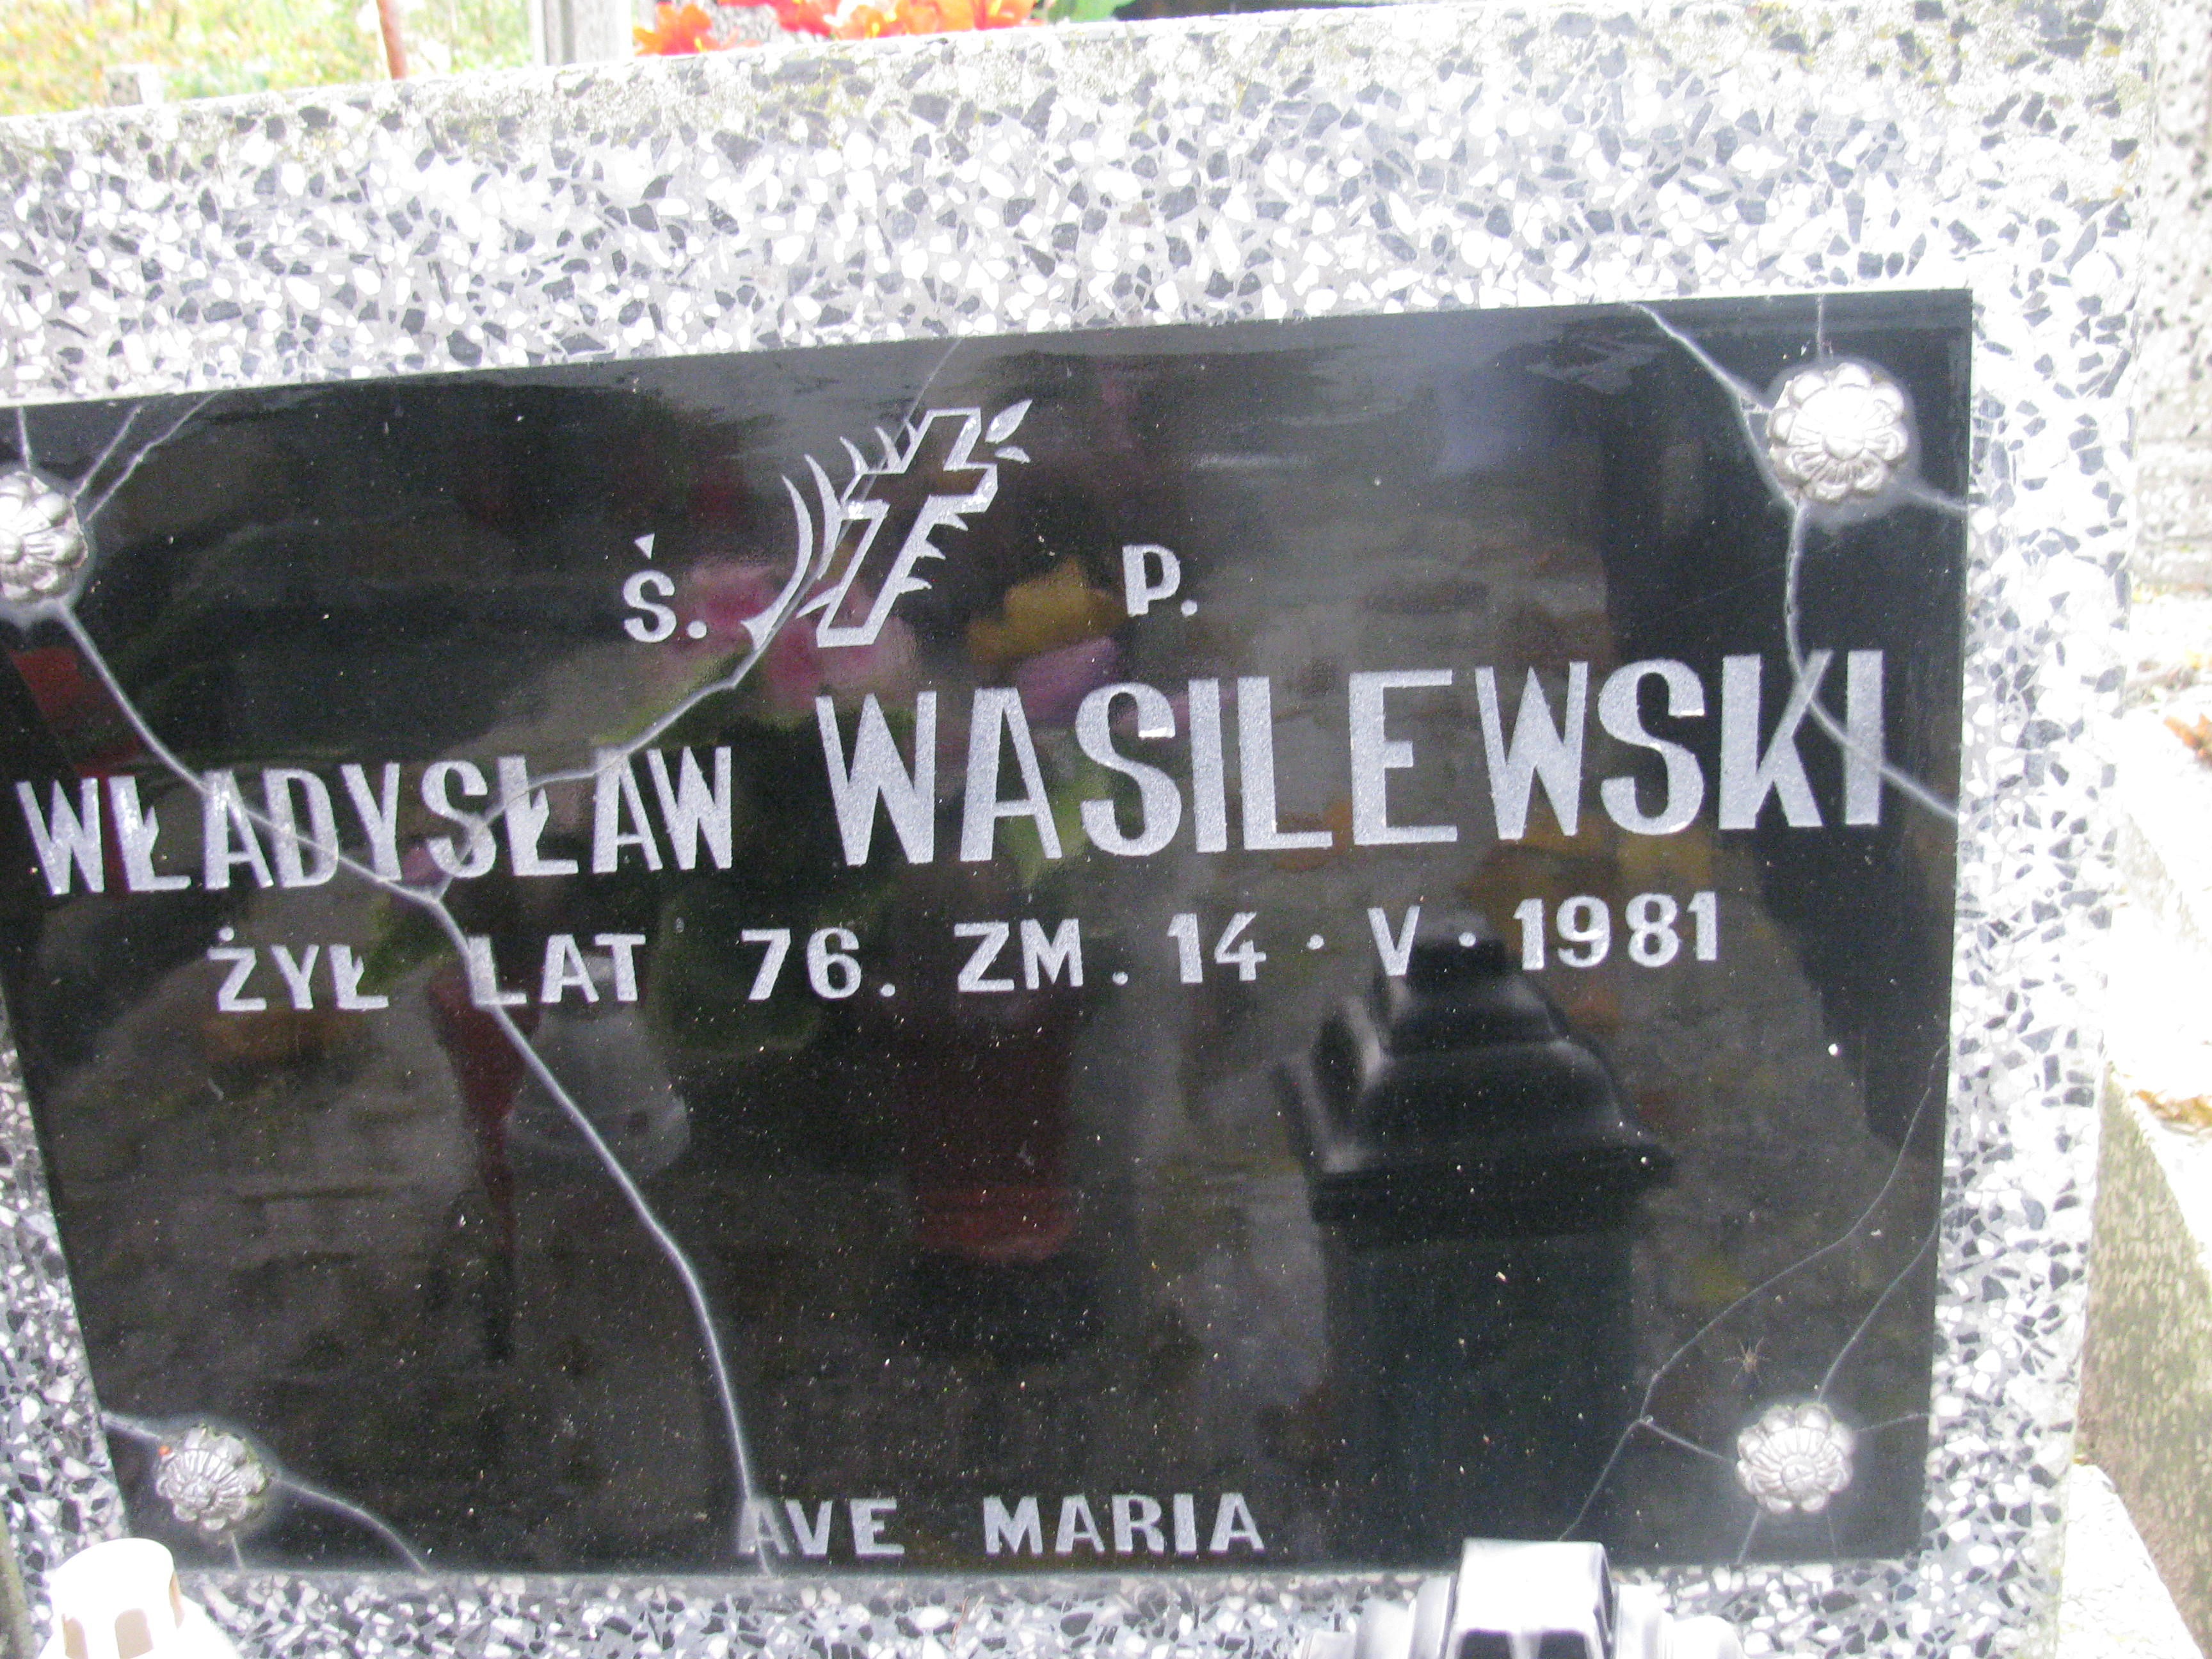 Ś. P.
WŁADYSŁAW WASILEWSKI
ŻYŁ LAT 76. ZM. 14 · V · 1981
AVE MARIA